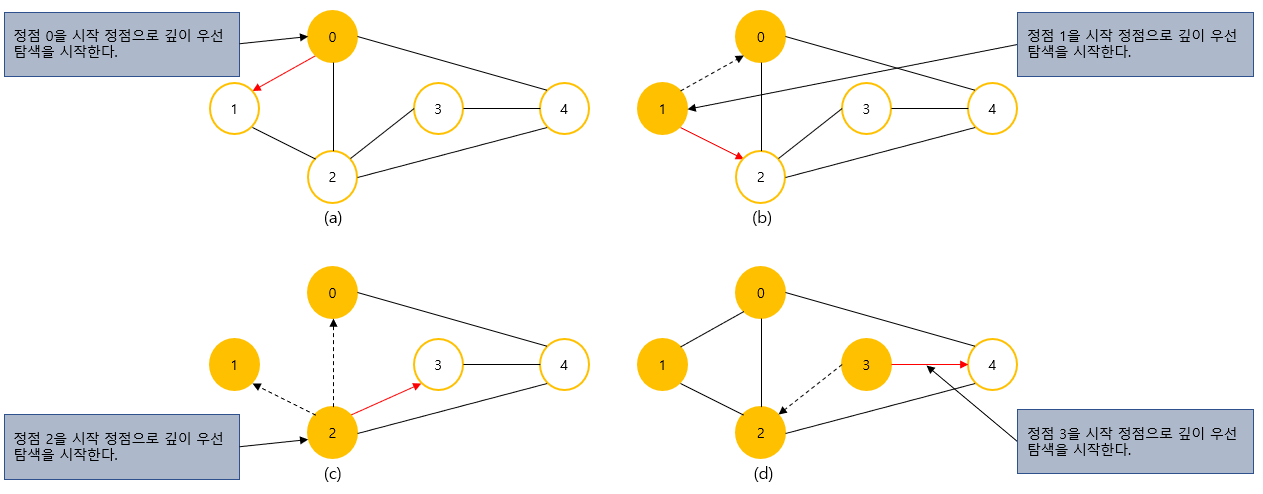 정점 0을 시작 정점으로 깊이 우선
탐색을 시작한다.
0
1
3
4
2
(a)
정점 1을 시작 정점으로 깊이 우선
탐색을 시작한다.
0
1
3
4
2
(b)
0
1
3
4
2
정점 2을 시작 정점으로 깊이 우선
탐색을 시작한다.
(c)
0
1
3
4
2
정점 3을 시작 정점으로 깊이 우선
탐색을 시작한다.
(d)